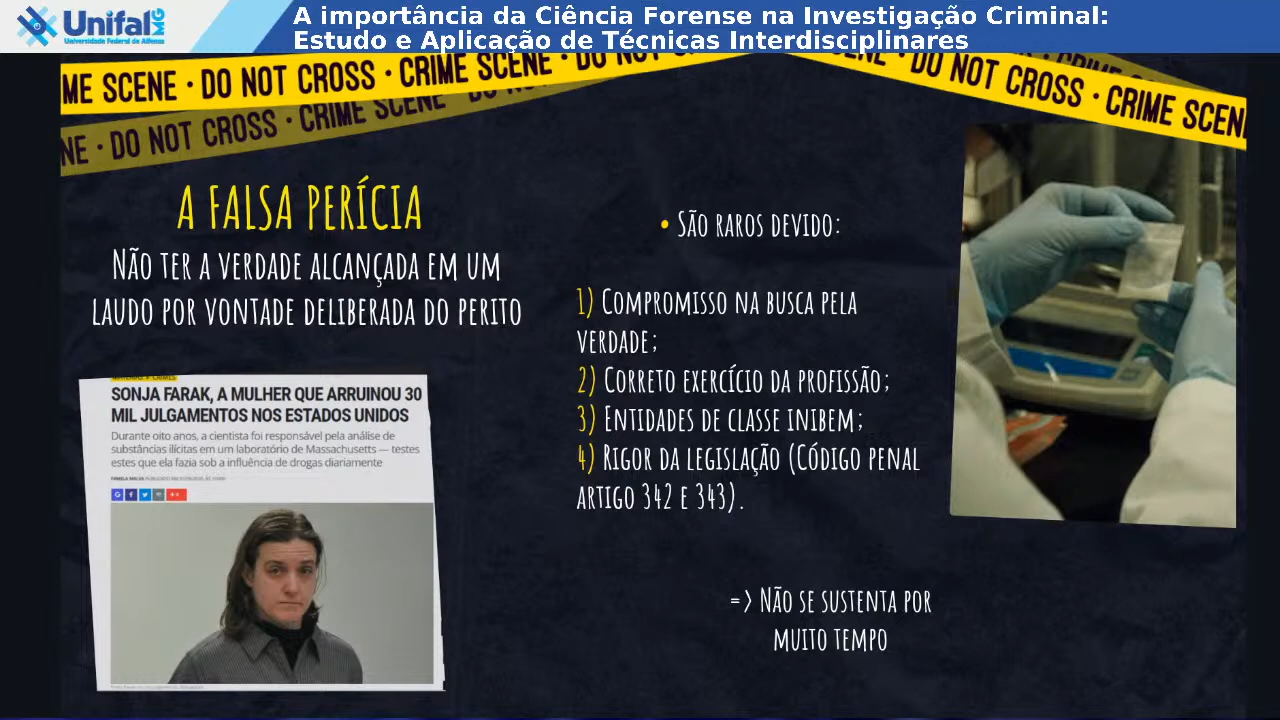 Unifal MG
Universidade Federal de Alfenas
A importância da Ciência Forense na Investigação Criminal:
Estudo e Aplicação de Técnicas Interdisciplinares
ME SCENE · DO NOT CROSS · CRIME SCENE · DO NOT CROSS
NE · DO NOT CROSS · CRIME SCENE · DO NOT
DO NOT CROSS · CRIME SCEN
A FALSA PERÍCIA
NÃO TER A VERDADE ALCANÇADA EM UM
LAUDO POR VONTADE DELIBERADA DO PERITO
SONJA FARAK, A MULHER QUE ARRUINOU 30
MIL JULGAMENTOS NOS ESTADOS UNIDOS
Durante oito anos, a cientista foi responsável pela análise de
substâncias ilícitas em um laboratório de Massachusetts — testes
estes que ela fazia sob a influência de drogas diariamente
• SÃO RAROS DEVIDO:
1) COMPROMISSO NA BUSCA PELA
VERDADE;
2) CORRETO EXERCÍCIO DA PROFISSÃO;
3) ENTIDADES DE CLASSE INIBEM;
4) RIGOR DA LEGISLAÇÃO (CÓDIGO PENAL
ARTIGO 342 E 343).
=> NÃO SE SUSTENTA POR
MUITO TEMPO